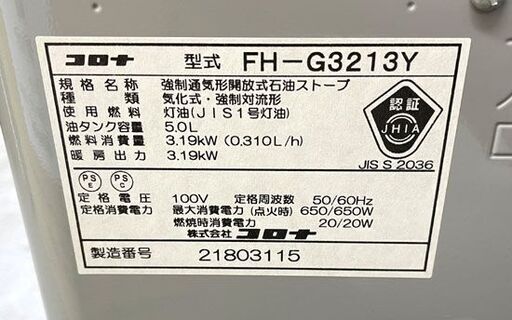 コロナ 型式 FH-G3213Y
規格名称 強制通気形開放式石油ストーブ
種類 気化式・強制対流形
使用燃料 灯油(JIS1号灯油)
油タンク容量 5.0L
燃料消費量 3.19kW (0.310L/h)
暖房出力 3.19kW
認証
JHIA
JIS S 2036
PS E PS C
定格電圧 100V 定格周波数 50/60Hz
定格消費電力 最大消費電力 (点火時) 650/650W
燃焼時消費電力 20/20W
株式会社 コロナ
製造番号 21803115